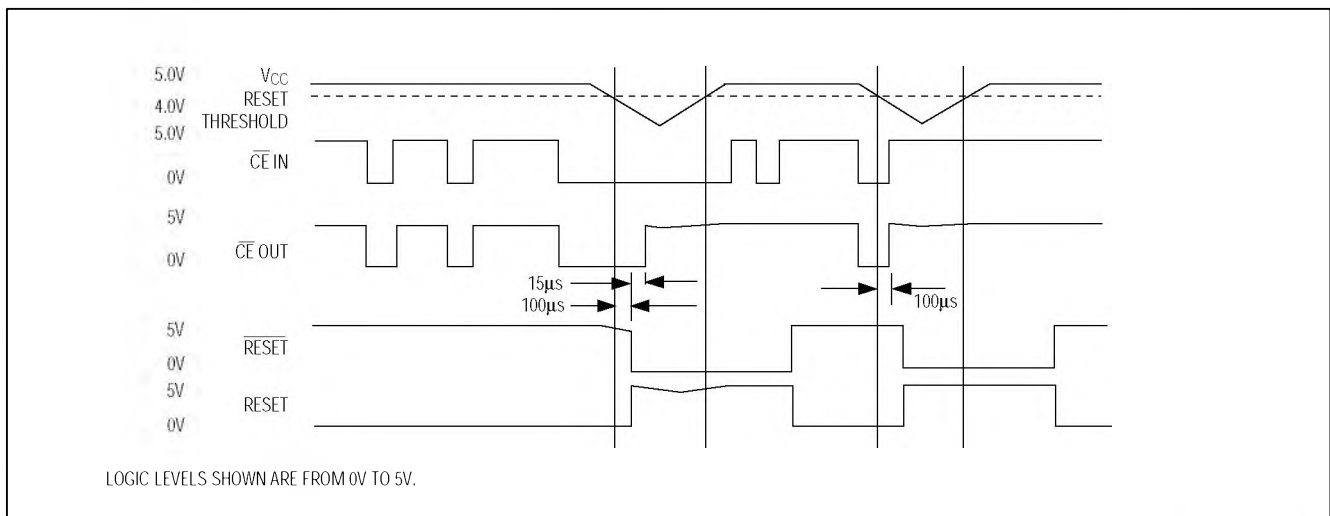 5.0V
VCC
RESET
4.0V
THRESHOLD
5.0V
CE IN
0V
5V
CE OUT
0V
15µs
100µs
100µs
5V
RESET
0V
5V
RESET
0V
LOGIC LEVELS SHOWN ARE FROM 0V TO 5V.